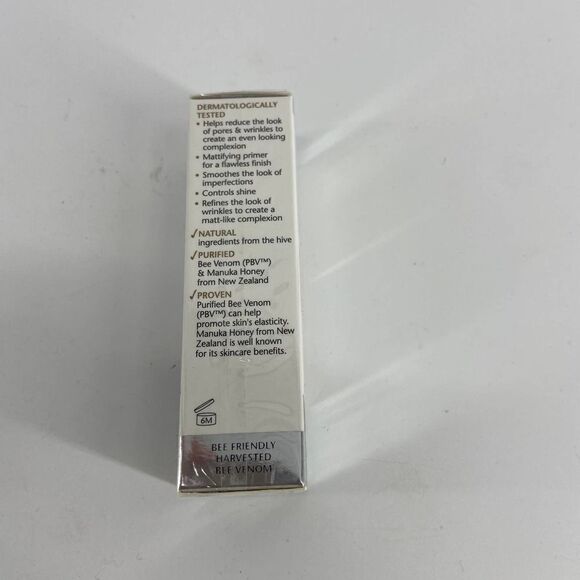 DERMATOLOGICALLY
TESTED
• Helps reduce the look
of pores & wrinkles to
create an even looking
complexion
• Mattifying primer
for a flawless finish
• Smoothes the look of
imperfections
• Controls shine
• Refines the look of
wrinkles to create a
matt-like complexion
✓NATURAL
ingredients from the hive
✓PURIFIED
Bee Venom (PBV™)
& Manuka Honey
from New Zealand
✓PROVEN
Purified Bee Venom
(PBV™) can help
promote skin's elasticity.
Manuka Honey from New
Zealand is well known
for its skincare benefits.
6M
BEE FRIENDLY
HARVESTED
BEE VENOM